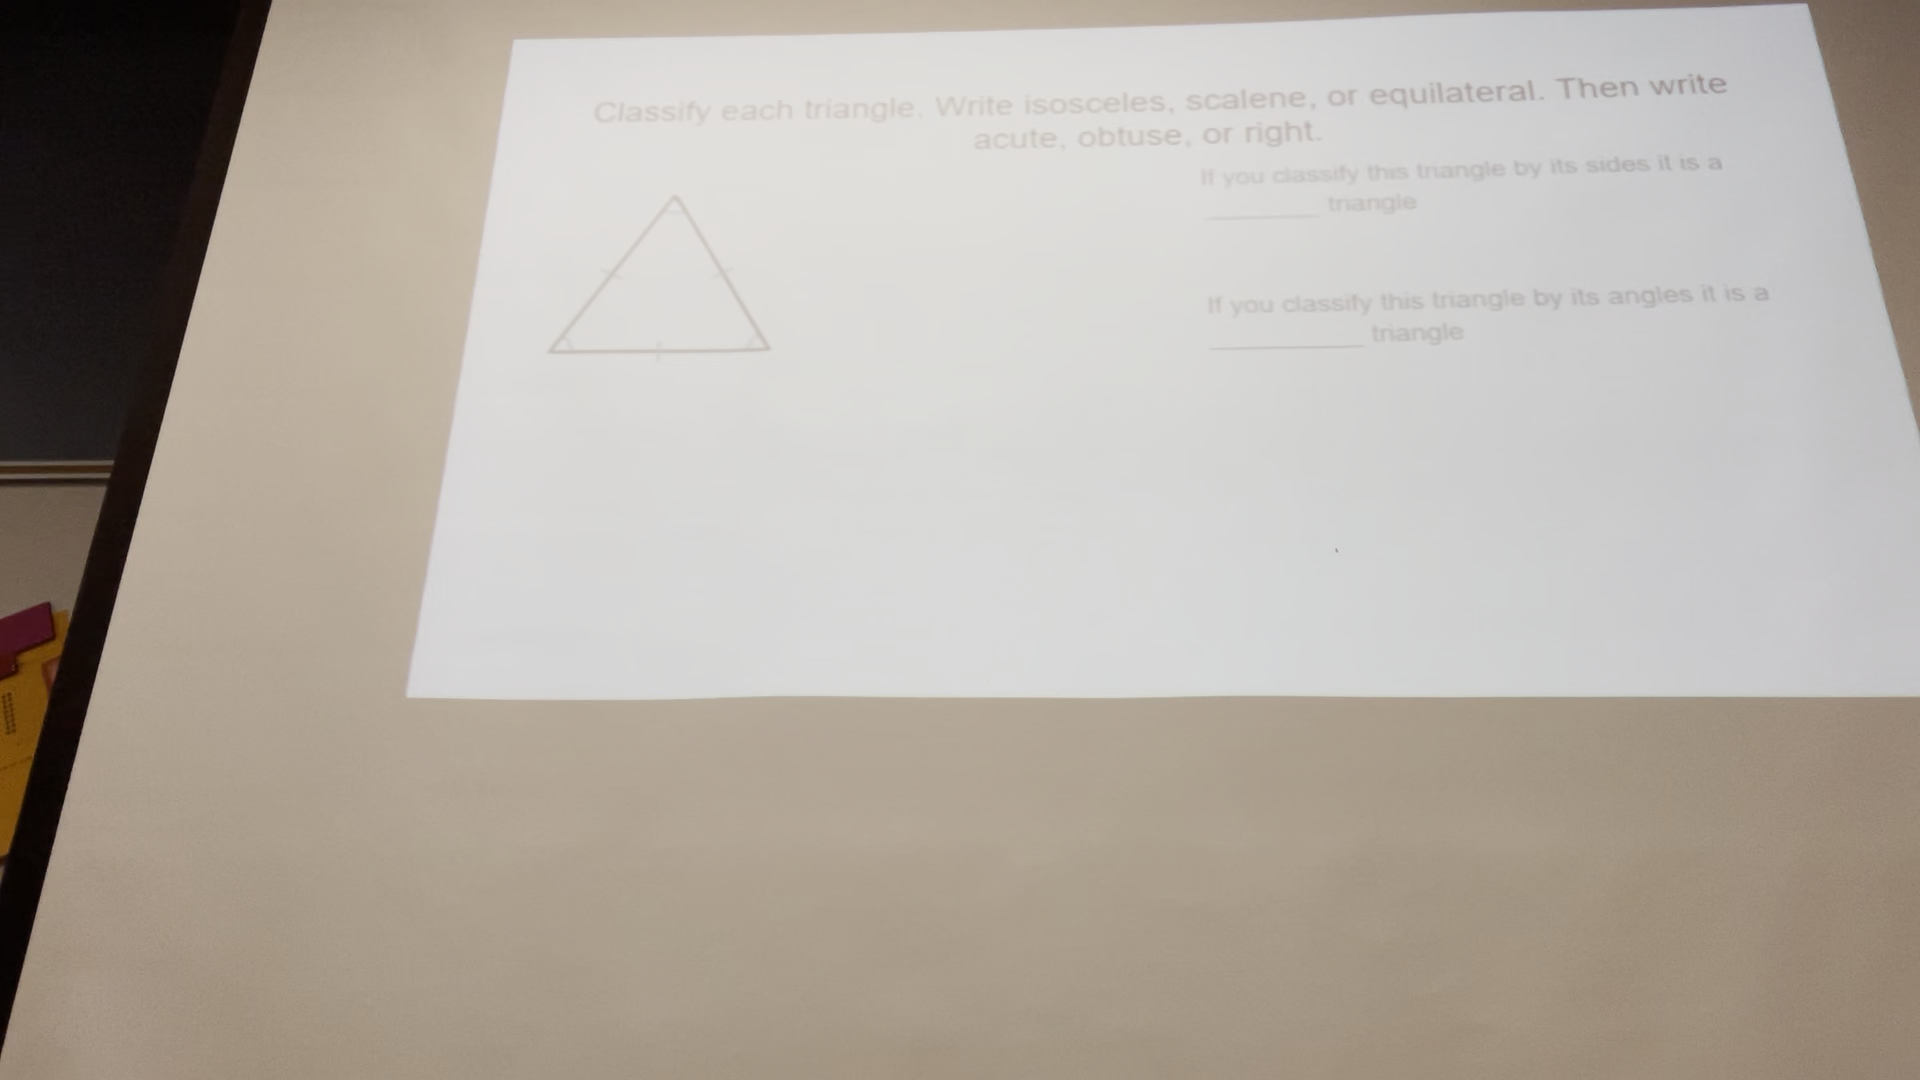 Classify each triangle. Write isosceles, scalene, or equilateral. Then write
acute, obtuse, or right.
If you classify this triangle by its sides it is a
________ triangle
If you classify this triangle by its angles it is a
___________ triangle